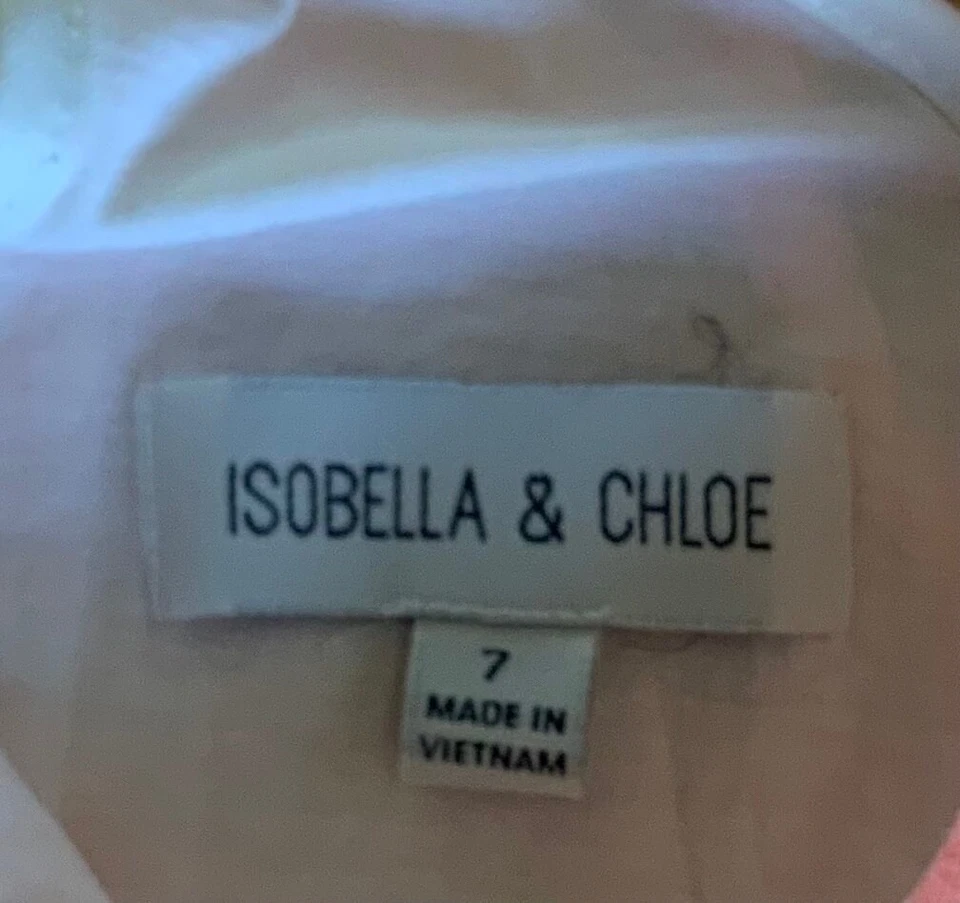 ISOBELLA & CHLOE
7
MADE IN
VIETNAM